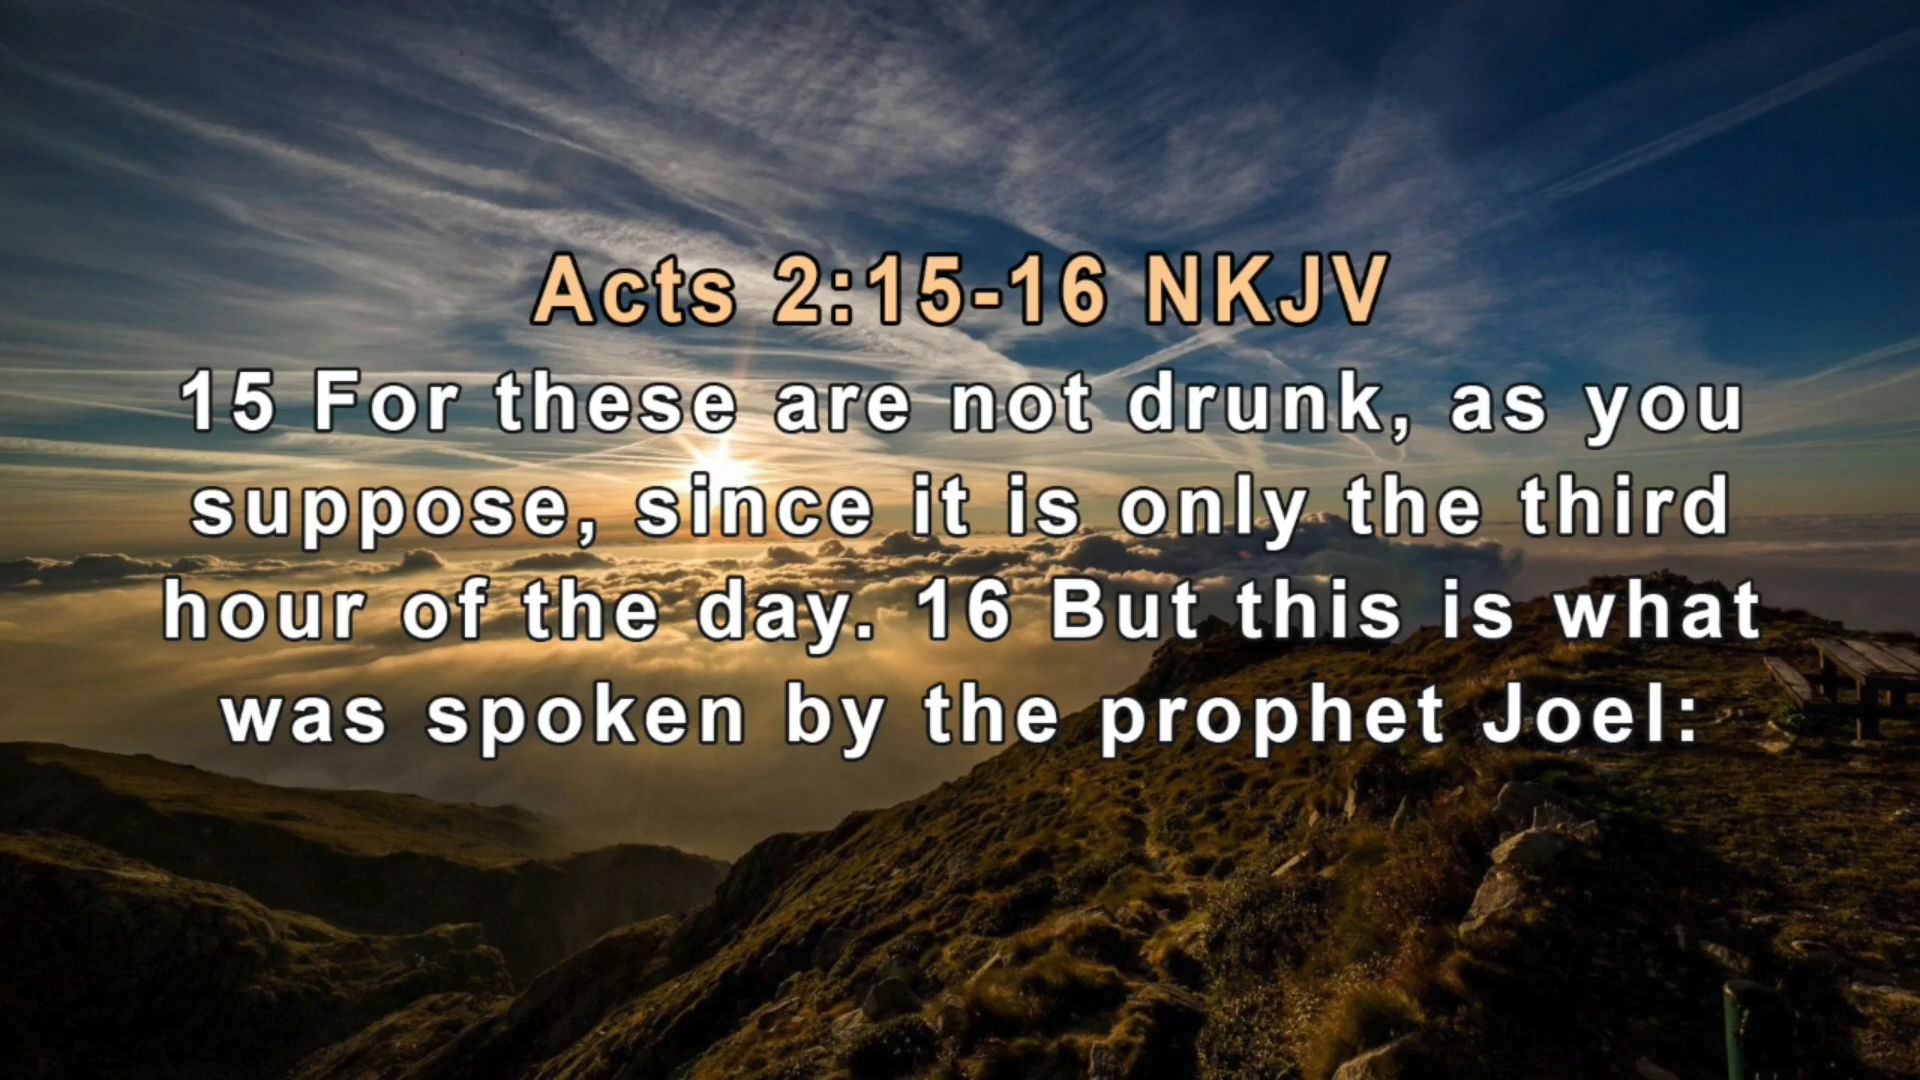 Acts 2:15-16 NKJV
15 For these are not drunk, as you
suppose, since it is only the third
hour of the day. 16 But this is what
was spoken by the prophet Joel: